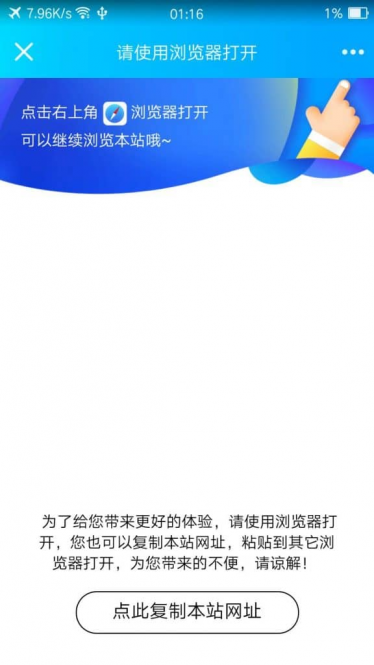 7.96K/s 01:16 1%
请使用浏览器打开
点击右上角 浏览器打开
可以继续浏览本站哦~
为了给您带来更好的体验，请使用浏览器打
开，您也可以复制本站网址，粘贴到其它浏
览器打开，为您带来的不便，请谅解！
点此复制本站网址